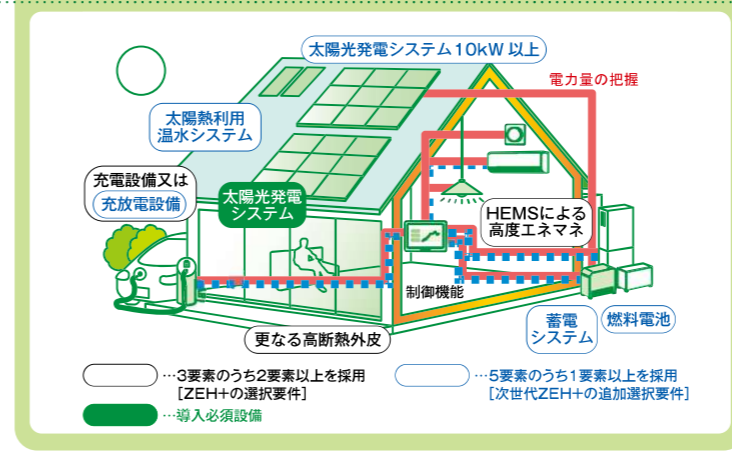 太陽光発電システム10kW 以上
電力量の把握
太陽熱利用
温水システム
充電設備又は
充放電設備
太陽光発電
システム
HEMSによる
高度エネマネ
制御機能
更なる高断熱外皮
蓄電
システム
燃料電池
…3要素のうち2要素以上を採用
［ZEH+の選択要件］
…5要素のうち1要素以上を採用
［次世代ZEH+の追加選択要件］
…導入必須設備